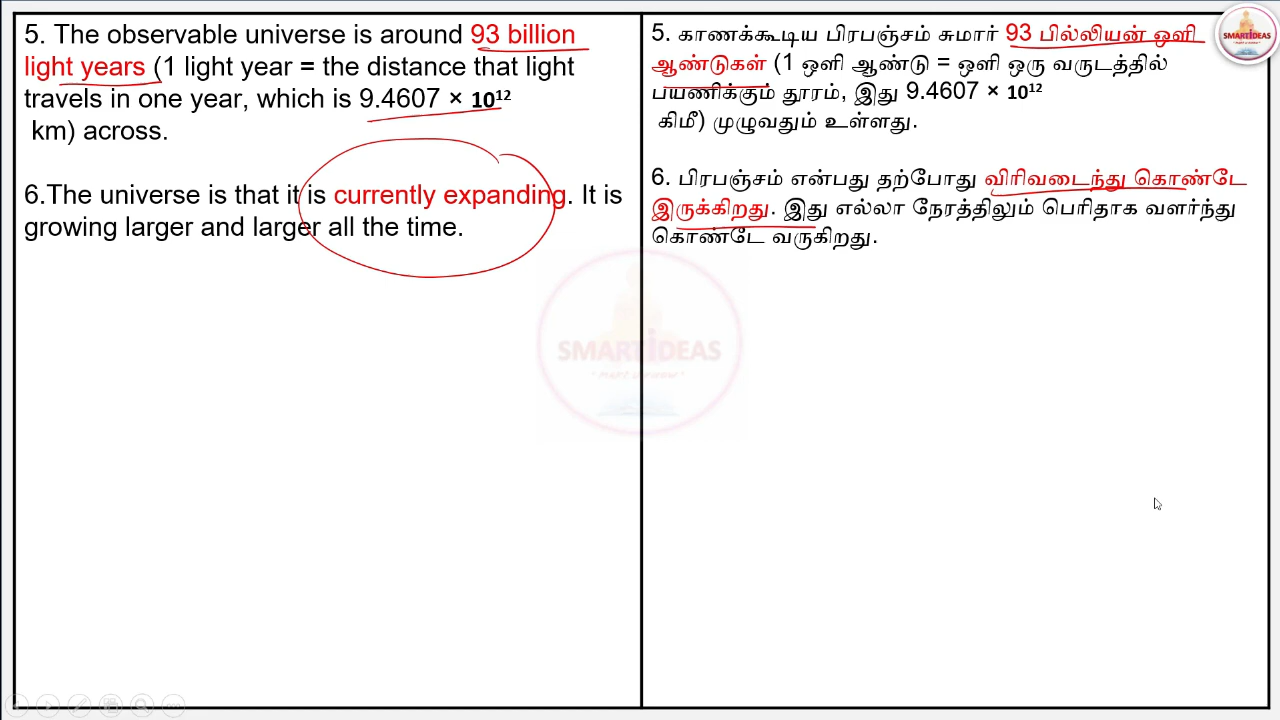 5. The observable universe is around 93 billion
light years (1 light year = the distance that light
travels in one year, which is 9.4607 × 10¹²
km) across.
6.The universe is that it is currently expanding. It is
growing larger and larger all the time.
5. காணக்கூடிய பிரபஞ்சம் சுமார் 93 பில்லியன் ஒளி
ஆண்டுகள் (1 ஒளி ஆண்டு = ஒளி ஒரு வருடத்தில்
பயணிக்கும் தூரம், இது 9.4607 × 10¹²
கிமீ) முழுவதும் உள்ளது.
6. பிரபஞ்சம் என்பது தற்போது விரிவடைந்து கொண்டே
இருக்கிறது. இது எல்லா நேரத்திலும் பெரிதாக வளர்ந்து
கொண்டே வருகிறது.
SMARTIDEAS
SMARTIDEAS